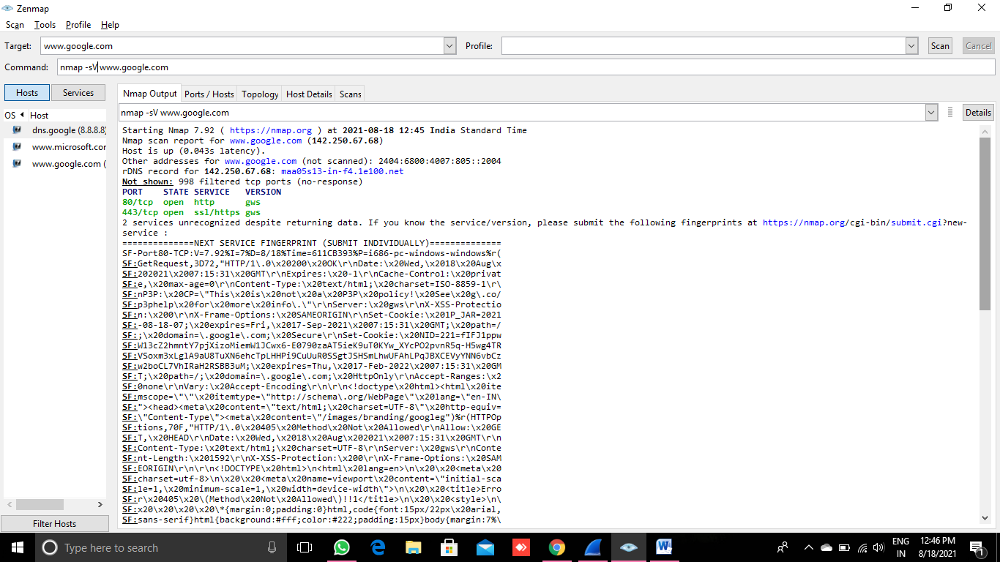 Zenmap
Scan Tools Profile Help
Target: www.google.com Profile: Scan Cancel
Command: nmap -sV www.google.com
Hosts Services
OS Host
dns.google (8.8.8.8)
www.microsoft.cor
www.google.com (
Filter Hosts
Nmap Output Ports / Hosts Topology Host Details Scans
nmap -sV www.google.com Details
Starting Nmap 7.92 ( https://nmap.org ) at 2021-08-18 12:45 India Standard Time
Nmap scan report for www.google.com (142.250.67.68)
Host is up (0.043s latency).
Other addresses for www.google.com (not scanned): 2404:6800:4007:805::2004
rDNS record for 142.250.67.68: maa05s13-in-f4.1e100.net
Not shown: 998 filtered tcp ports (no-response)
PORT STATE SERVICE VERSION
80/tcp open http gws
443/tcp open ssl/https gws
2 services unrecognized despite returning data. If you know the service/version, please submit the following fingerprints at https://nmap.org/cgi-bin/submit.cgi?new-
service :
==============NEXT SERVICE FINGERPRINT (SUBMIT INDIVIDUALLY)==============
SF-Port80-TCP:V=7.92%I=7%D=8/18%Time=611CB393%P=i686-pc-windows-windows%r(
SF:GetRequest,3D72,"HTTP/1\.0\x20200\x20OK\r\nDate:\x20Wed,\x2018\x20Aug\x
SF:202021\x2007:15:31\x20GMT\r\nExpires:\x20-1\r\nCache-Control:\x20privat
SF:e,\x20max-age=0\r\nContent-Type:\x20text/html;\x20charset=ISO-8859-1\r\
SF:nP3P:\x20CP=\"This\x20is\x20not\x20a\x20P3P\x20policy!\x20See\x20g\.co/
SF:p3phelp\x20for\x20more\x20info\.\"\r\nServer:\x20gws\r\nX-XSS-Protectio
SF:n:\x200\r\nX-Frame-Options:\x20SAMEORIGIN\r\nSet-Cookie:\x201P_JAR=2021
SF:-08-18-07;\x20expires=Fri,\x2017-Sep-2021\x2007:15:31\x20GMT;\x20path=/
SF:;\x20domain=\.google\.com;\x20Secure\r\nSet-Cookie:\x20NID=221=fIFJ1ppw
SF:W13cZ2hmntY7pjXizoMiemW1JCwx6-E0790zaAT5ieK9uT0KYw_XYcPO2pvnR5q-H5wg4TR
SF:VSoxm3xLglA9aU8TuXN6ehcTpLHHPi9CuUuR0SSgtJSHSmLhwUFAhLPqJBXCEVyYNN6vbCz
SF:w2boCL7VhIRaH2RSBB3uM;\x20expires=Thu,\x2017-Feb-2022\x2007:15:31\x20GM
SF:T;\x20path=/;\x20domain=\.google\.com;\x20HttpOnly\r\nAccept-Ranges:\x2
SF:0none\r\nVary:\x20Accept-Encoding\r\n\r\n<!doctype\x20html><html\x20ite
SF:mscope=\"\"\x20itemtype=\"http://schema\.org/WebPage\"\x20lang=\"en-IN\
SF:"><head><meta\x20content=\"text/html;\x20charset=UTF-8\"\x20http-equiv=
SF:\"Content-Type\"><meta\x20content=\"/images/branding/googleg")%r(HTTPOp
SF:tions,70F,"HTTP/1\.0\x20405\x20Method\x20Not\x20Allowed\r\nAllow:\x20GE
SF:T,\x20HEAD\r\nDate:\x20Wed,\x2018\x20Aug\x202021\x2007:15:31\x20GMT\r\n
SF:Content-Type:\x20text/html;\x20charset=UTF-8\r\nServer:\x20gws\r\nConte
SF:nt-Length:\x201592\r\nX-XSS-Protection:\x200\r\nX-Frame-Options:\x20SAM
SF:EORIGIN\r\n\r\n<!DOCTYPE\x20html>\n<html\x20lang=en>\n\x20\x20<meta\x20
SF:charset=utf-8>\n\x20\x20<meta\x20name=viewport\x20content=\"initial-sca
SF:le=1,\x20minimum-scale=1,\x20width=device-width\">\n\x20\x20<title>Erro
SF:r\x20405\x20\(Method\x20Not\x20Allowed\)!!1</title>\n\x20\x20<style>\n\
SF:x20\x20\x20\x20\*{margin:0;padding:0}html,code{font:15px/22px\x20arial,
SF:sans-serif}html{background:#fff;color:#222;padding:15px}body{margin:7%\
Type here to search
ENG
IN
12:46 PM
8/18/2021
1